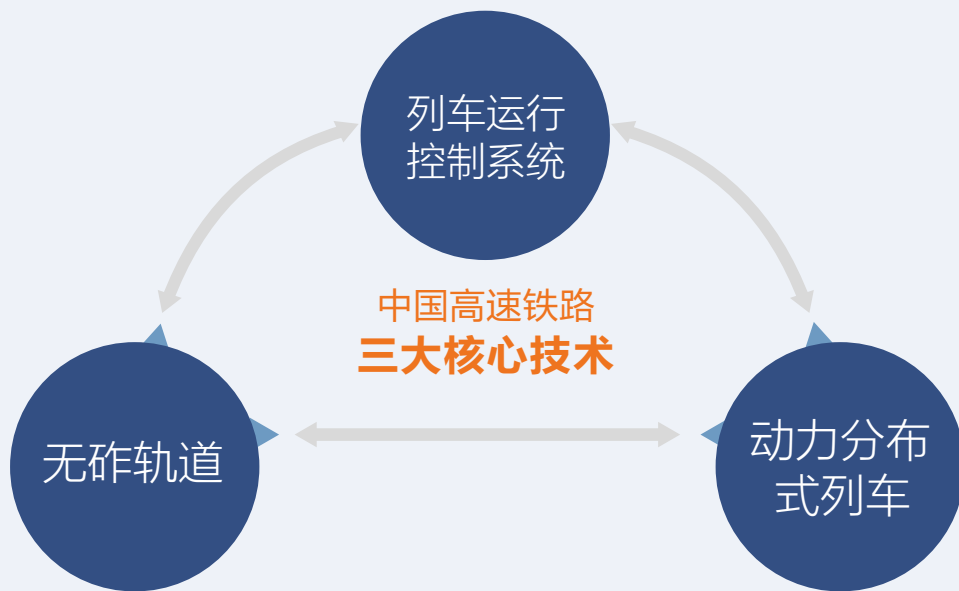 列车运行
控制系统
中国高速铁路
三大核心技术
无砟轨道
动力分布
式列车